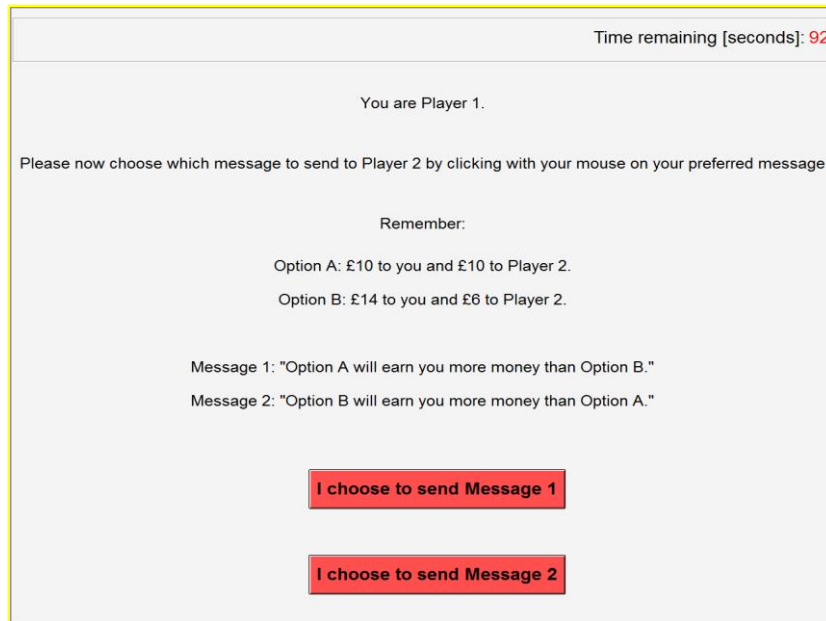 Time remaining [seconds]: 92
You are Player 1.
Please now choose which message to send to Player 2 by clicking with your mouse on your preferred message
Remember:
Option A: £10 to you and £10 to Player 2.
Option B: £14 to you and £6 to Player 2.
Message 1: "Option A will earn you more money than Option B."
Message 2: "Option B will earn you more money than Option A."
I choose to send Message 1
I choose to send Message 2